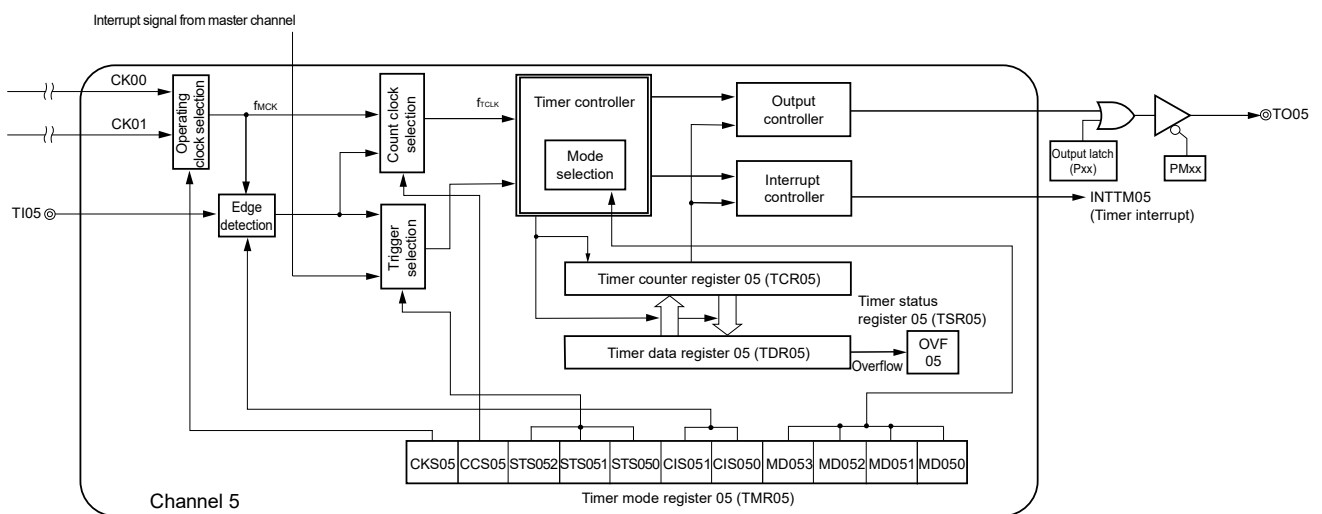 Interrupt signal from master channel
CK00
CK01
Operating
clock selection
fMCK
Count clock
selection
fTCLK
Timer controller
Mode
selection
Output
controller
TO05
Output latch
(Pxx)
PMxx
Interrupt
controller
INTTM05
(Timer interrupt)
TI05
Edge
detection
Trigger
selection
Timer counter register 05 (TCR05)
Timer status
register 05 (TSR05)
Timer data register 05 (TDR05)
Overflow
OVF
05
CKS05 CCS05 STS052 STS051 STS050 CIS051 CIS050 MD053 MD052 MD051 MD050
Timer mode register 05 (TMR05)
Channel 5